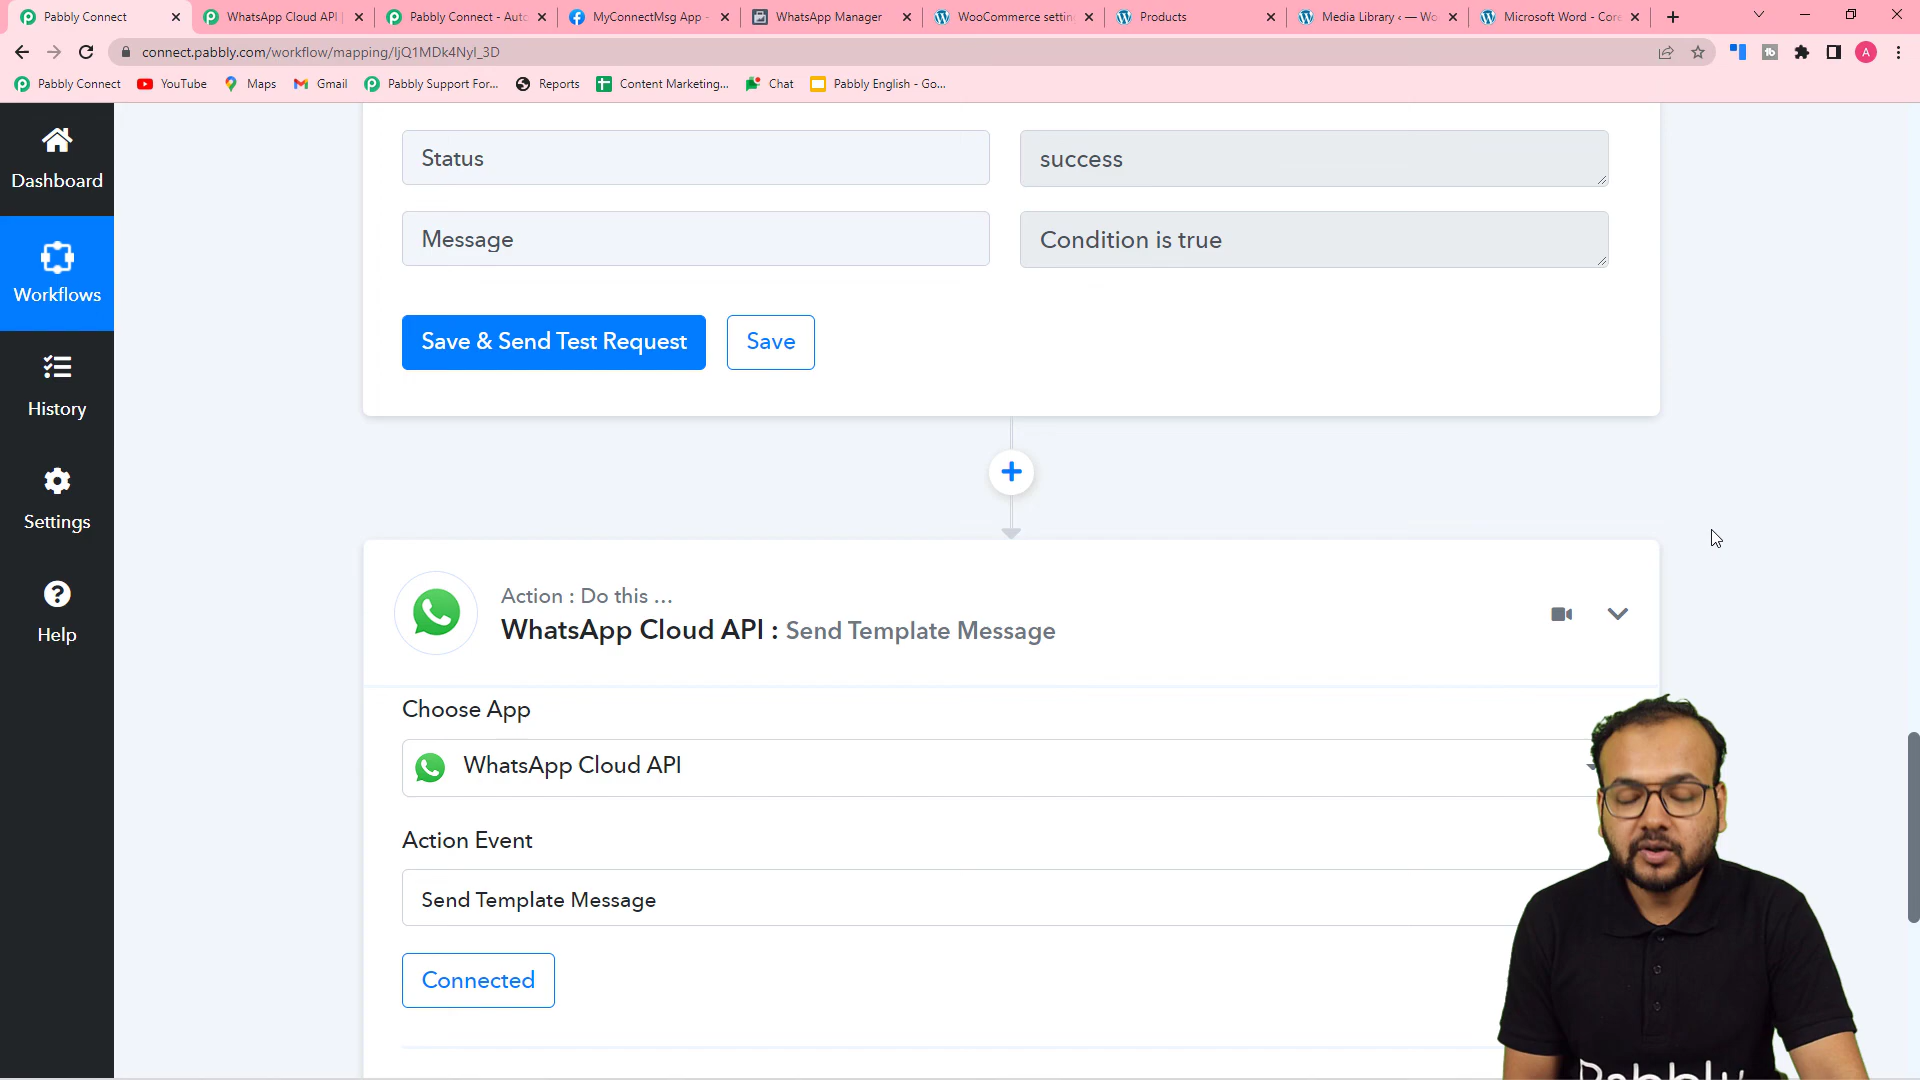 Pabbly Connect
WhatsApp Cloud API |
Pabbly Connect - Aut
MyConnectMsg App -
WhatsApp Manager
WooCommerce settin
Products
Media Library ‹ — Wo
Microsoft Word - Cor
connect.pabbly.com/workflow/mapping/IjQ1MDk4NyI_3D
A
Pabbly Connect
YouTube
Maps
Gmail
Pabbly Support For...
Reports
Content Marketing...
Chat
Pabbly English - Go...
Dashboard
Workflows
History
Settings
Help
Status
success
Message
Condition is true
Save & Send Test Request
Save
Action : Do this ...
WhatsApp Cloud API : Send Template Message
Choose App
WhatsApp Cloud API
Action Event
Send Template Message
Connected
Pabbly